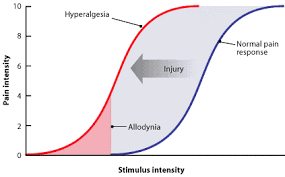 10
8
6
4
2
0
Pain intensity
Hyperalgesia
Normal pain
response
Injury
Allodynia
Stimulus intensity